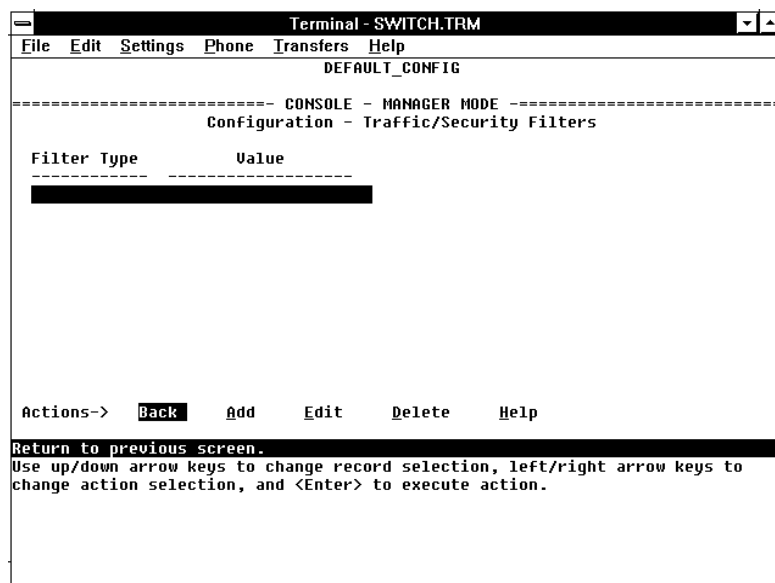 Terminal - SWITCH.TRM
File Edit Settings Phone Transfers Help
DEFAULT_CONFIG
==========================- CONSOLE - MANAGER MODE -===========================
Configuration - Traffic/Security Filters
Filter Type Value
------------ -------------------
Actions-> Back Add Edit Delete Help
Return to previous screen.
Use up/down arrow keys to change record selection, left/right arrow keys to
change action selection, and <Enter> to execute action.